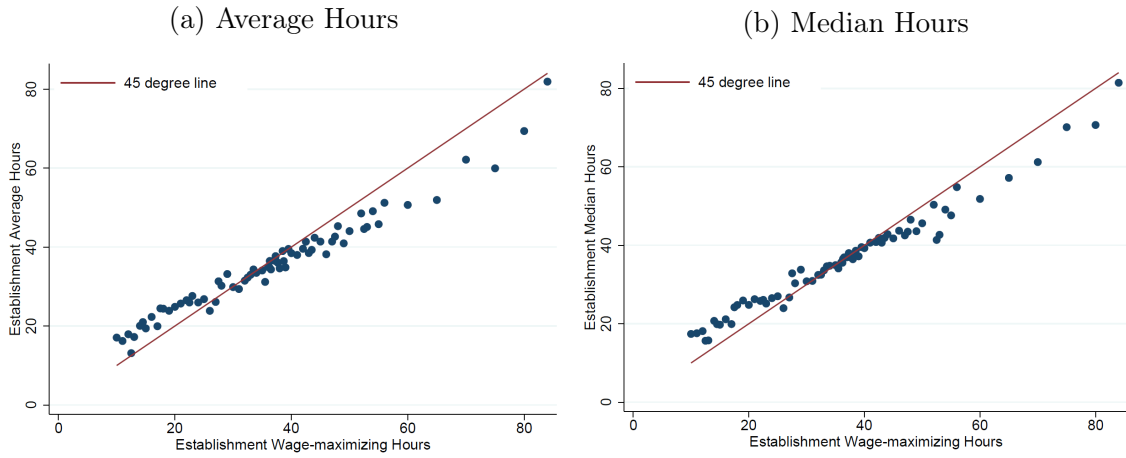 (a) Average Hours
45 degree line
Establishment Average Hours
80
60
40
20
0
0 20 40 60 80
Establishment Wage-maximizing Hours
(b) Median Hours
45 degree line
Establishment Median Hours
80
60
40
20
0
0 20 40 60 80
Establishment Wage-maximizing Hours